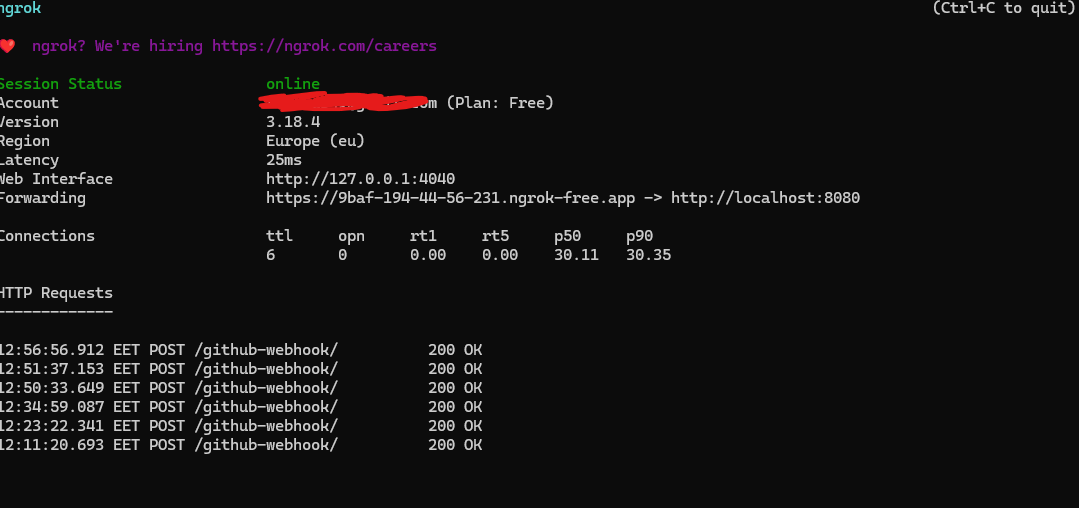 ngrok (Ctrl+C to quit)
ngrok? We're hiring https://ngrok.com/careers
Session Status online
Account (Plan: Free)
Version 3.18.4
Region Europe (eu)
Latency 25ms
Web Interface http://127.0.0.1:4040
Forwarding https://9baf-194-44-56-231.ngrok-free.app -> http://localhost:8080
Connections ttl opn rt1 rt5 p50 p90
6 0 0.00 0.00 30.11 30.35
HTTP Requests
-------------
12:56:56.912 EET POST /github-webhook/ 200 OK
12:51:37.153 EET POST /github-webhook/ 200 OK
12:50:33.649 EET POST /github-webhook/ 200 OK
12:34:59.087 EET POST /github-webhook/ 200 OK
12:23:22.341 EET POST /github-webhook/ 200 OK
12:11:20.693 EET POST /github-webhook/ 200 OK